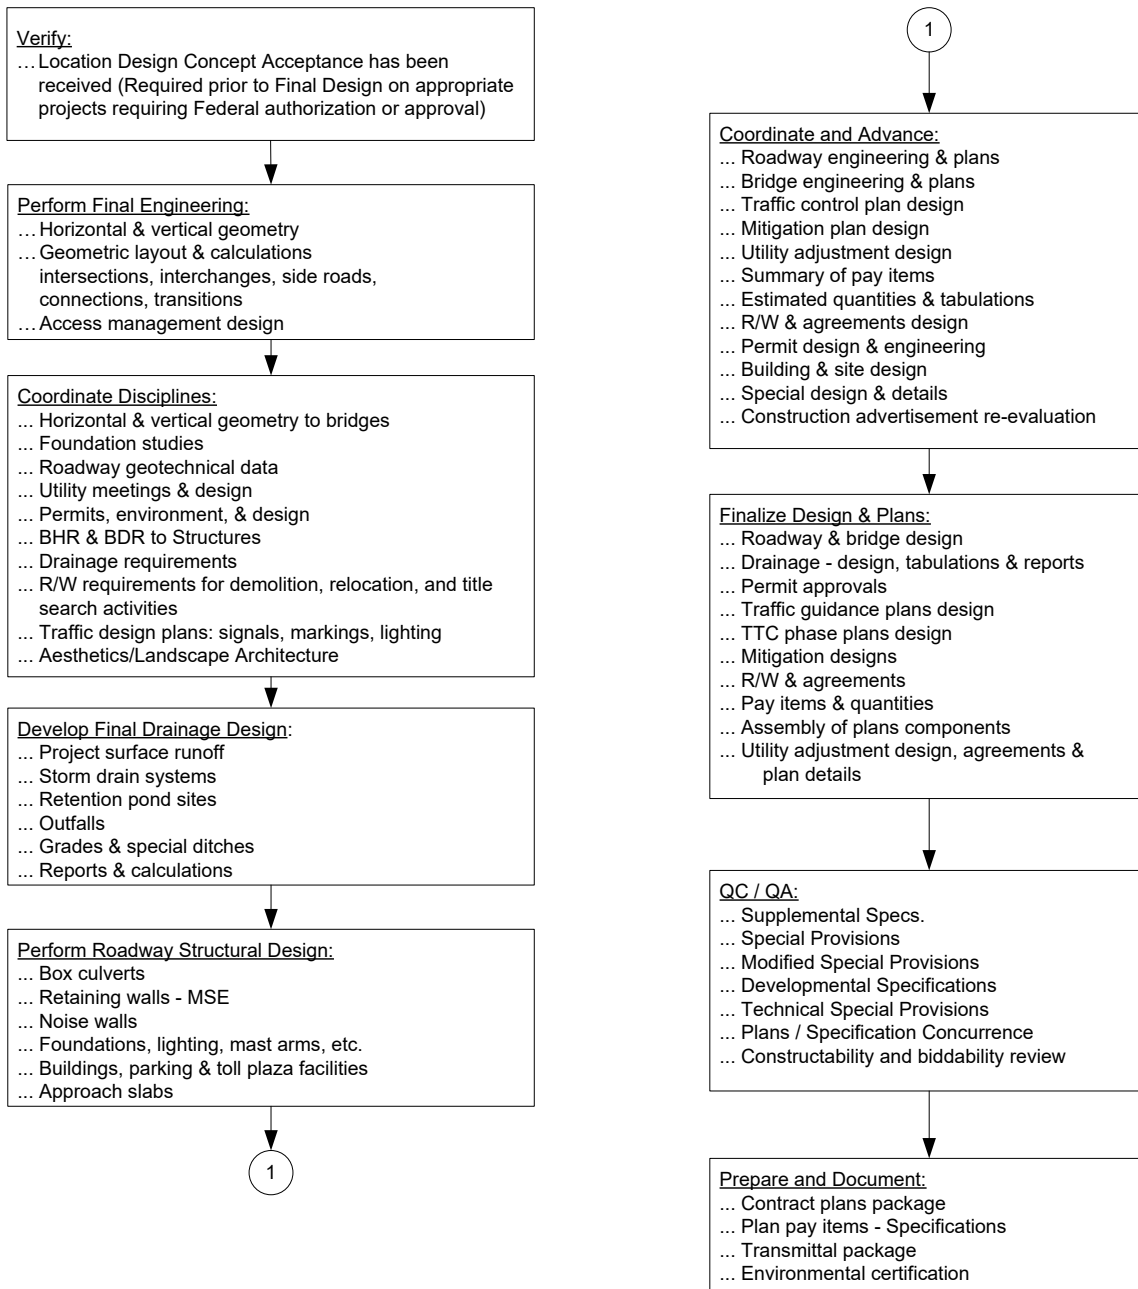 Verify:
…Location Design Concept Acceptance has been
received (Required prior to Final Design on appropriate
projects requiring Federal authorization or approval)
Perform Final Engineering:
…Horizontal & vertical geometry
…Geometric layout & calculations
intersections, interchanges, side roads,
connections, transitions
…Access management design
Coordinate Disciplines:
... Horizontal & vertical geometry to bridges
... Foundation studies
... Roadway geotechnical data
... Utility meetings & design
... Permits, environment, & design
... BHR & BDR to Structures
... Drainage requirements
... R/W requirements for demolition, relocation, and title
search activities
... Traffic design plans: signals, markings, lighting
... Aesthetics/Landscape Architecture
Develop Final Drainage Design:
... Project surface runoff
... Storm drain systems
... Retention pond sites
... Outfalls
... Grades & special ditches
... Reports & calculations
Perform Roadway Structural Design:
... Box culverts
... Retaining walls - MSE
... Noise walls
... Foundations, lighting, mast arms, etc.
... Buildings, parking & toll plaza facilities
... Approach slabs
1
1
Coordinate and Advance:
... Roadway engineering & plans
... Bridge engineering & plans
... Traffic control plan design
... Mitigation plan design
... Utility adjustment design
... Summary of pay items
... Estimated quantities & tabulations
... R/W & agreements design
... Permit design & engineering
... Building & site design
... Special design & details
... Construction advertisement re-evaluation
Finalize Design & Plans:
... Roadway & bridge design
... Drainage - design, tabulations & reports
... Permit approvals
... Traffic guidance plans design
... TTC phase plans design
... Mitigation designs
... R/W & agreements
... Pay items & quantities
... Assembly of plans components
... Utility adjustment design, agreements &
plan details
QC / QA:
... Supplemental Specs.
... Special Provisions
... Modified Special Provisions
... Developmental Specifications
... Technical Special Provisions
... Plans / Specification Concurrence
... Constructability and biddability review
Prepare and Document:
... Contract plans package
... Plan pay items - Specifications
... Transmittal package
... Environmental certification